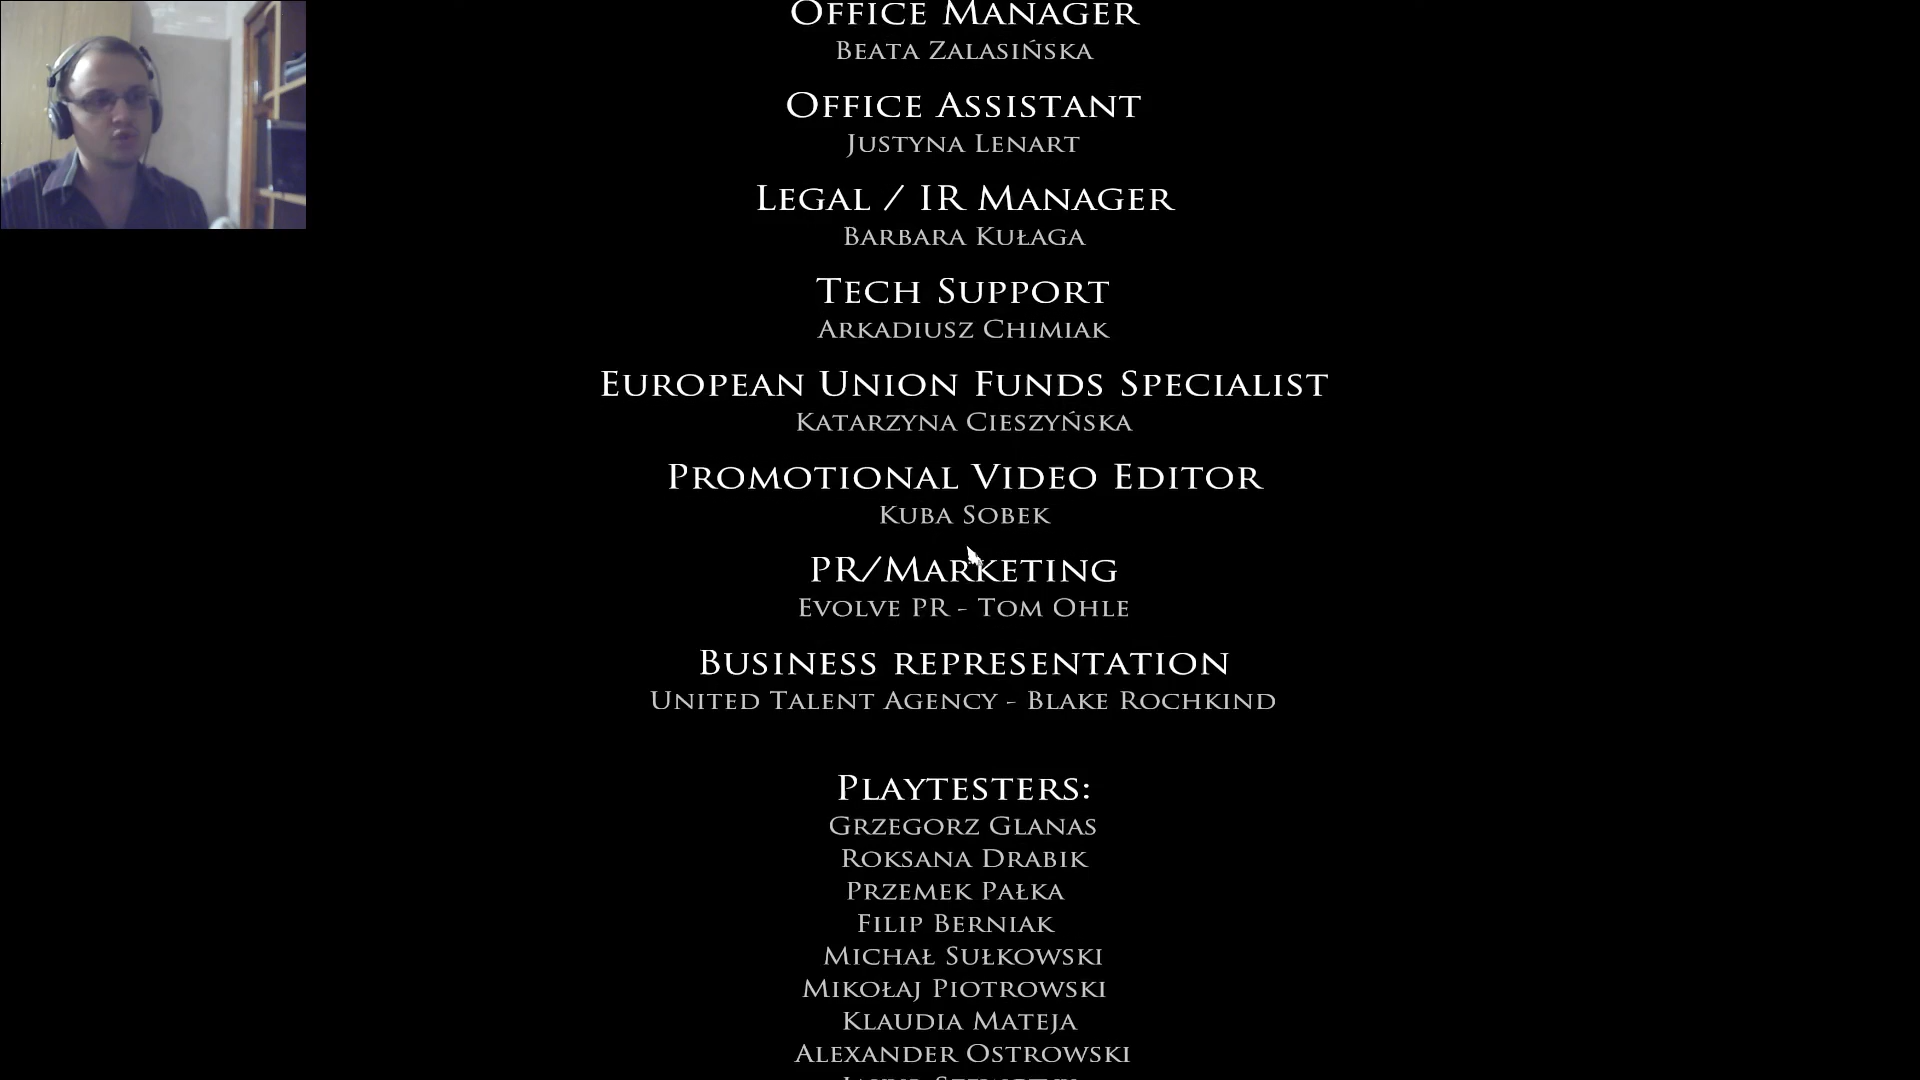 Office Manager
Beata Zalasińska
Office Assistant
Justyna Lenart
Legal / IR Manager
Barbara Kułaga
Tech Support
Arkadiusz Chimiak
European Union Funds Specialist
Katarzyna Cieszyńska
Promotional Video Editor
Kuba Sobek
PR/Marketing
Evolve PR - Tom Ohle
Business representation
United Talent Agency - Blake Rochkind
Playtesters:
Grzegorz Glanas
Roksana Drabik
Przemek Pałka
Filip Berniak
Michał Sułkowski
Mikołaj Piotrowski
Klaudia Mateja
Alexander Ostrowski